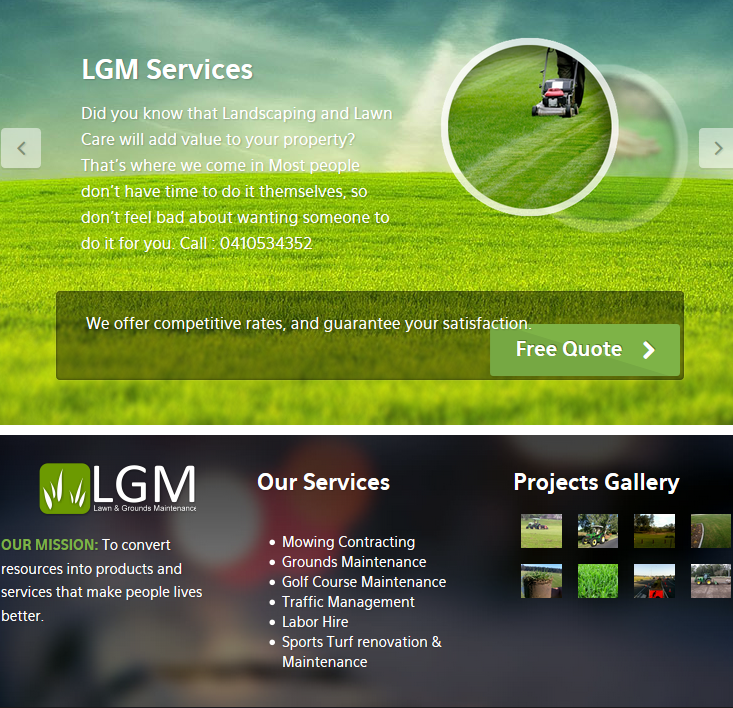 LGM Services
Did you know that Landscaping and Lawn
Care will add value to your property?
That's where we come in Most people
don't have time to do it themselves, so
don't feel bad about wanting someone to
do it for you. Call : 0410534352
We offer competitive rates, and guarantee your satisfaction.
Free Quote
LGM
Lawn & Grounds Maintenance
OUR MISSION: To convert
resources into products and
services that make people lives
better.
Our Services
Mowing Contracting
Grounds Maintenance
Golf Course Maintenance
Traffic Management
Labor Hire
Sports Turf renovation &
Maintenance
Projects Gallery